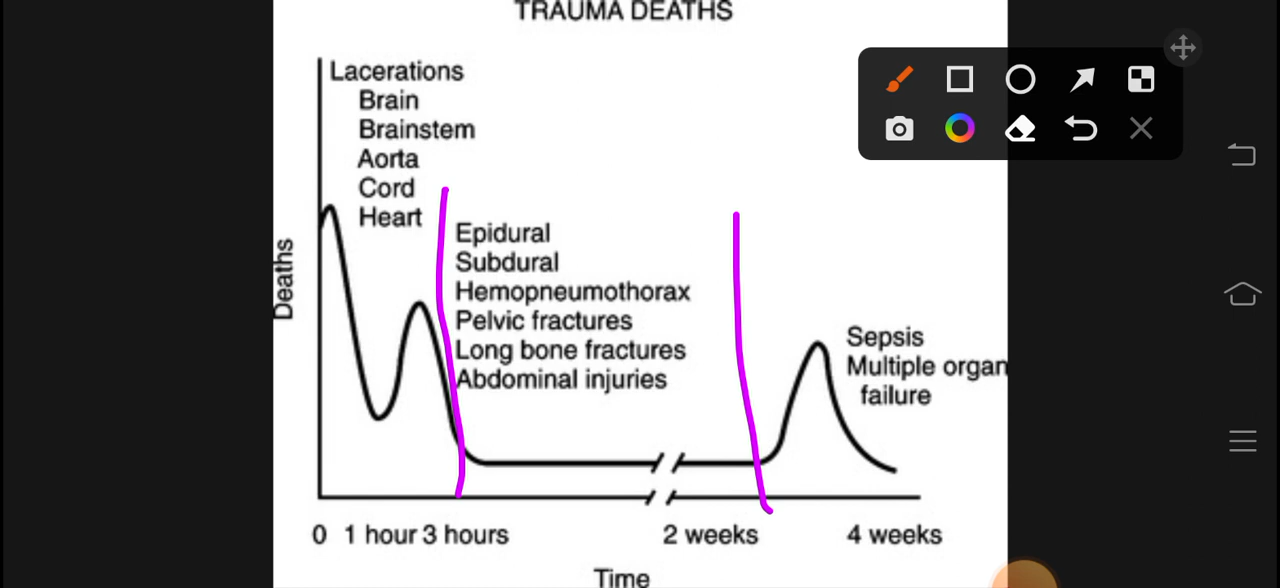 TRAUMA DEATHS
Lacerations
Brain
Brainstem
Aorta
Cord
Heart
Deaths
Epidural
Subdural
Hemopneumothorax
Pelvic fractures
Long bone fractures
Abdominal injuries
Sepsis
Multiple organ
failure
0 1 hour 3 hours 2 weeks 4 weeks
Time